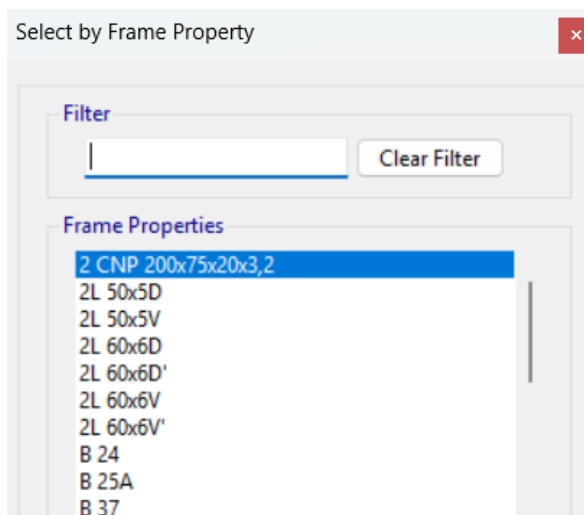 Select by Frame Property
Filter
Clear Filter
Frame Properties
2 CNP 200x75x20x3,2
2L 50x5D
2L 50x5V
2L 60x6D
2L 60x6D'
2L 60x6V
2L 60x6V'
B 24
B 25A
B 37